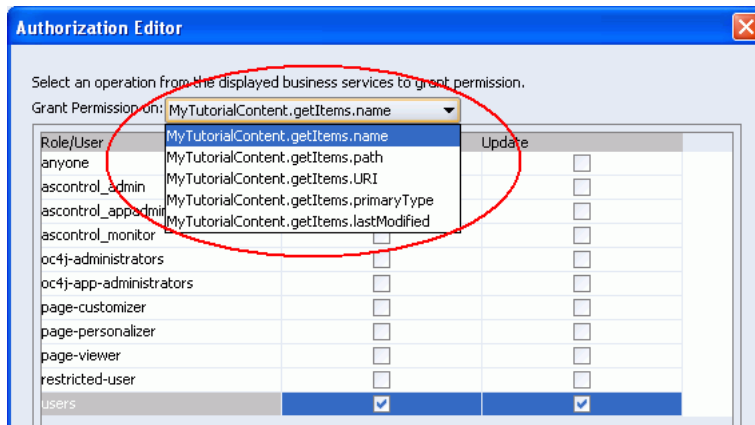 Authorization Editor
Select an operation from the displayed business services to grant permission.
Grant Permission on: MyTutorialContent.getItems.name
Role/User Update
MyTutorialContent.getItems.name
anyone
MyTutorialContent.getItems.path
ascontrol_admin
MyTutorialContent.getItems.URI
ascontrol_appadmin
MyTutorialContent.getItems.primaryType
MyTutorialContent.getItems.lastModified
ascontrol_monitor
oc4j-administrators
oc4j-app-administrators
page-customizer
page-personalizer
page-viewer
restricted-user
users